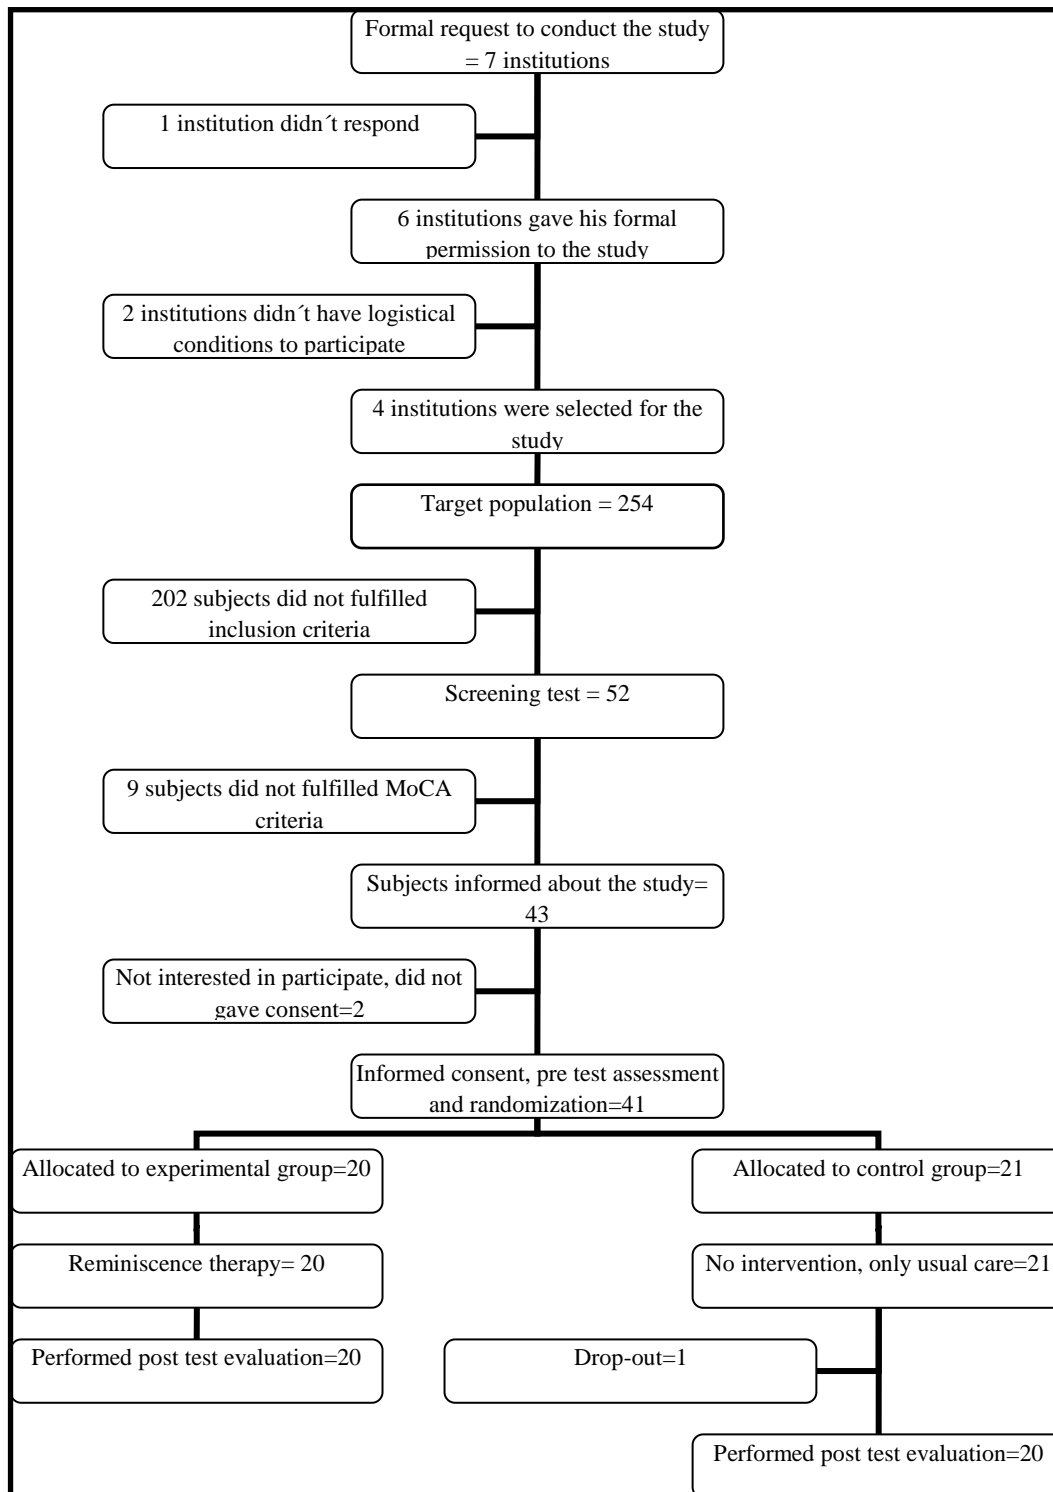 Formal request to conduct the study
= 7 institutions
1 institution didn´t respond
6 institutions gave his formal
permission to the study
2 institutions didn´t have logistical
conditions to participate
4 institutions were selected for the
study
Target population = 254
202 subjects did not fulfilled
inclusion criteria
Screening test = 52
9 subjects did not fulfilled MoCA
criteria
Subjects informed about the study=
43
Not interested in participate, did not
gave consent=2
Informed consent, pre test assessment
and randomization=41
Allocated to experimental group=20
Allocated to control group=21
Reminiscence therapy= 20
No intervention, only usual care=21
Performed post test evaluation=20
Drop-out=1
Performed post test evaluation=20